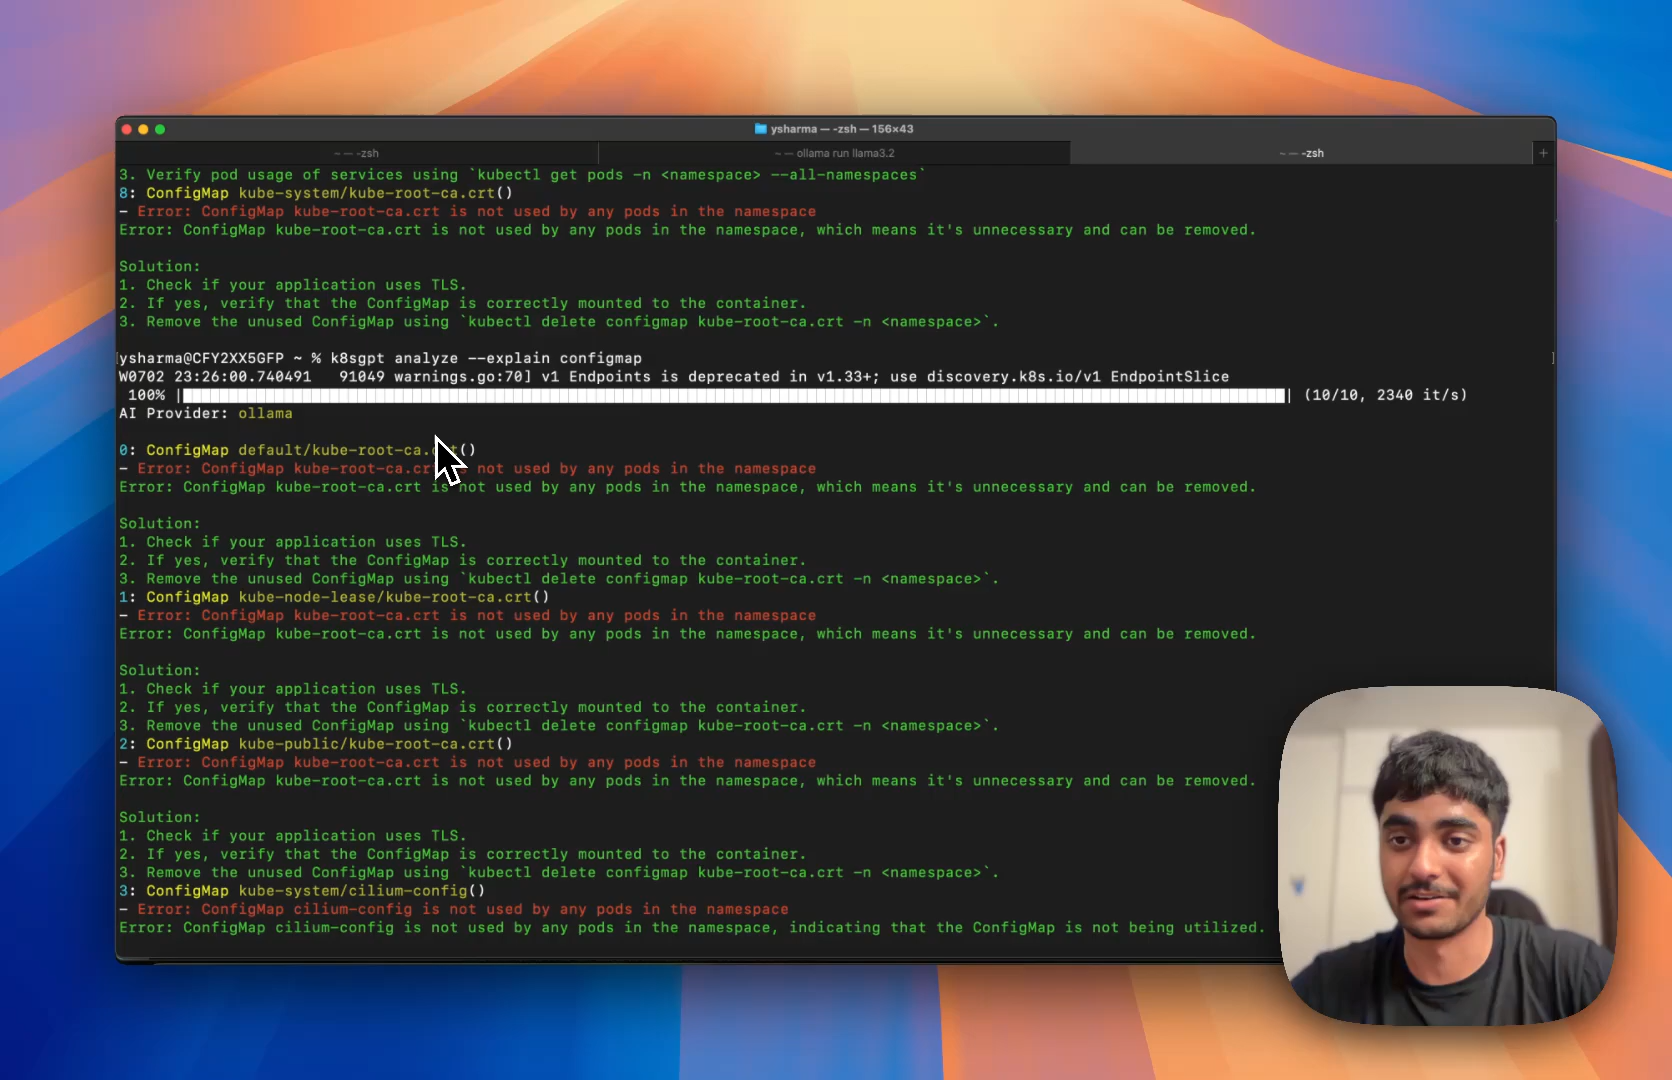 ysharma — -zsh — 156×43
~ — -zsh
~ — ollama run llama3.2
~ — -zsh
+
3. Verify pod usage of services using `kubectl get pods -n <namespace> --all-namespaces`
8: ConfigMap kube-system/kube-root-ca.crt()
- Error: ConfigMap kube-root-ca.crt is not used by any pods in the namespace
Error: ConfigMap kube-root-ca.crt is not used by any pods in the namespace, which means it's unnecessary and can be removed.
Solution:
1. Check if your application uses TLS.
2. If yes, verify that the ConfigMap is correctly mounted to the container.
3. Remove the unused ConfigMap using `kubectl delete configmap kube-root-ca.crt -n <namespace>`.
[ysharma@CFY2XX5GFP ~ % k8sgpt analyze --explain configmap ]
W0702 23:26:00.740491   91049 warnings.go:70] v1 Endpoints is deprecated in v1.33+; use discovery.k8s.io/v1 EndpointSlice
100% | | (10/10, 2340 it/s)
AI Provider: ollama
0: ConfigMap default/kube-root-ca. ()
- Error: ConfigMap kube-root-ca.cr not used by any pods in the namespace
Error: ConfigMap kube-root-ca.crt is not used by any pods in the namespace, which means it's unnecessary and can be removed.
Solution:
1. Check if your application uses TLS.
2. If yes, verify that the ConfigMap is correctly mounted to the container.
3. Remove the unused ConfigMap using `kubectl delete configmap kube-root-ca.crt -n <namespace>`.
1: ConfigMap kube-node-lease/kube-root-ca.crt()
- Error: ConfigMap kube-root-ca.crt is not used by any pods in the namespace
Error: ConfigMap kube-root-ca.crt is not used by any pods in the namespace, which means it's unnecessary and can be removed.
Solution:
1. Check if your application uses TLS.
2. If yes, verify that the ConfigMap is correctly mounted to the container.
3. Remove the unused ConfigMap using `kubectl delete configmap kube-root-ca.crt -n <namespace>`.
2: ConfigMap kube-public/kube-root-ca.crt()
- Error: ConfigMap kube-root-ca.crt is not used by any pods in the namespace
Error: ConfigMap kube-root-ca.crt is not used by any pods in the namespace, which means it's unnecessary and can be removed.
Solution:
1. Check if your application uses TLS.
2. If yes, verify that the ConfigMap is correctly mounted to the container.
3. Remove the unused ConfigMap using `kubectl delete configmap kube-root-ca.crt -n <namespace>`.
3: ConfigMap kube-system/cilium-config()
- Error: ConfigMap cilium-config is not used by any pods in the namespace
Error: ConfigMap cilium-config is not used by any pods in the namespace, indicating that the ConfigMap is not being utilized.